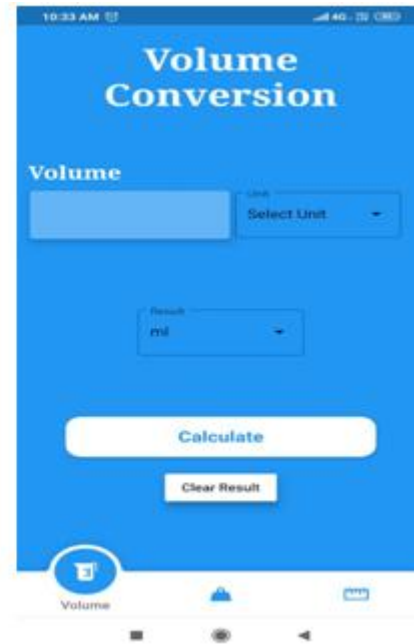 10:33 AM
4G
Volume
Conversion
Volume
Unit
Select Unit
Result
ml
Calculate
Clear Result
Volume